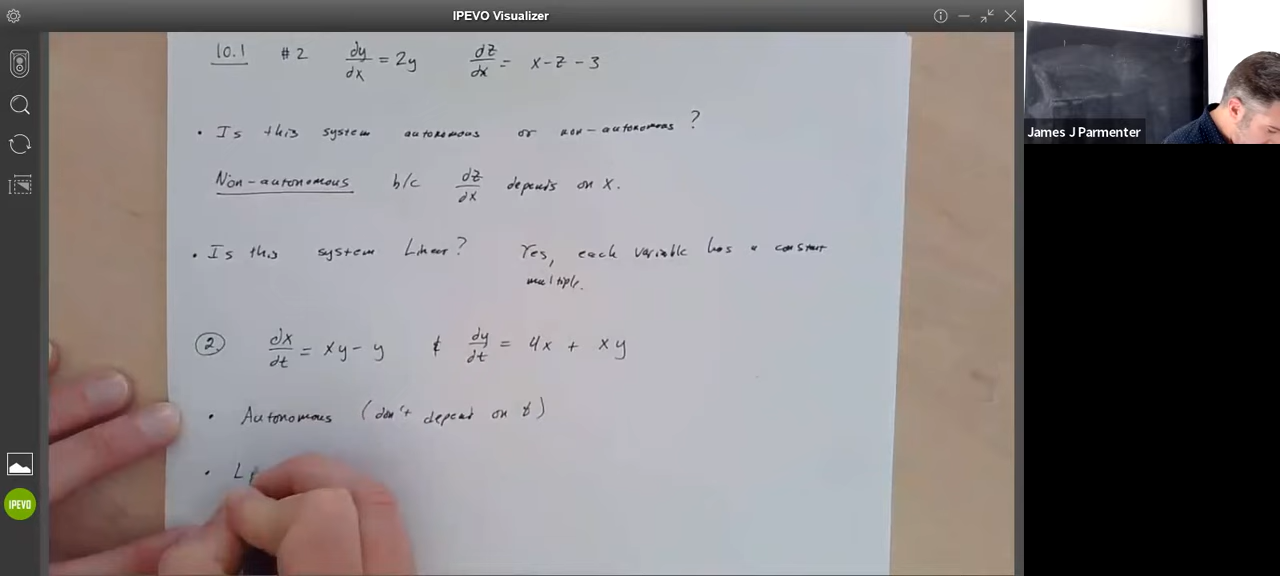 IPEVO Visualizer
10.1 #2 dy/dx = 2y dz/dx = x - z - 3
James J Parmenter
• Is this system autonomous or non-autonomous?
Non-autonomous b/c dz/dx depends on x.
• Is this system Linear? Yes, each variable has a constant
multiple.
2. dx/dt = xy - y & dy/dt = 4x + xy
• Autonomous (don't depend on t)
• L
IPEVO